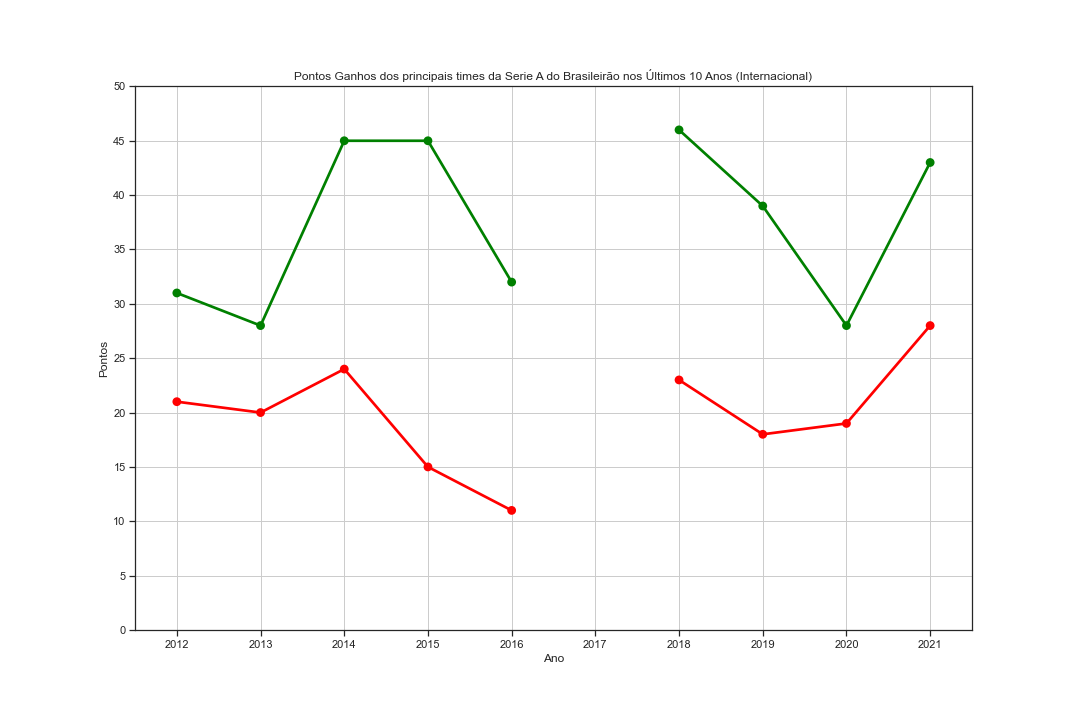 Pontos Ganhos dos principais times da Serie A do Brasileirão nos Últimos 10 Anos (Internacional)
50
45
40
35
30
25
20
15
10
5
0
Pontos
2012 2013 2014 2015 2016 2017 2018 2019 2020 2021
Ano